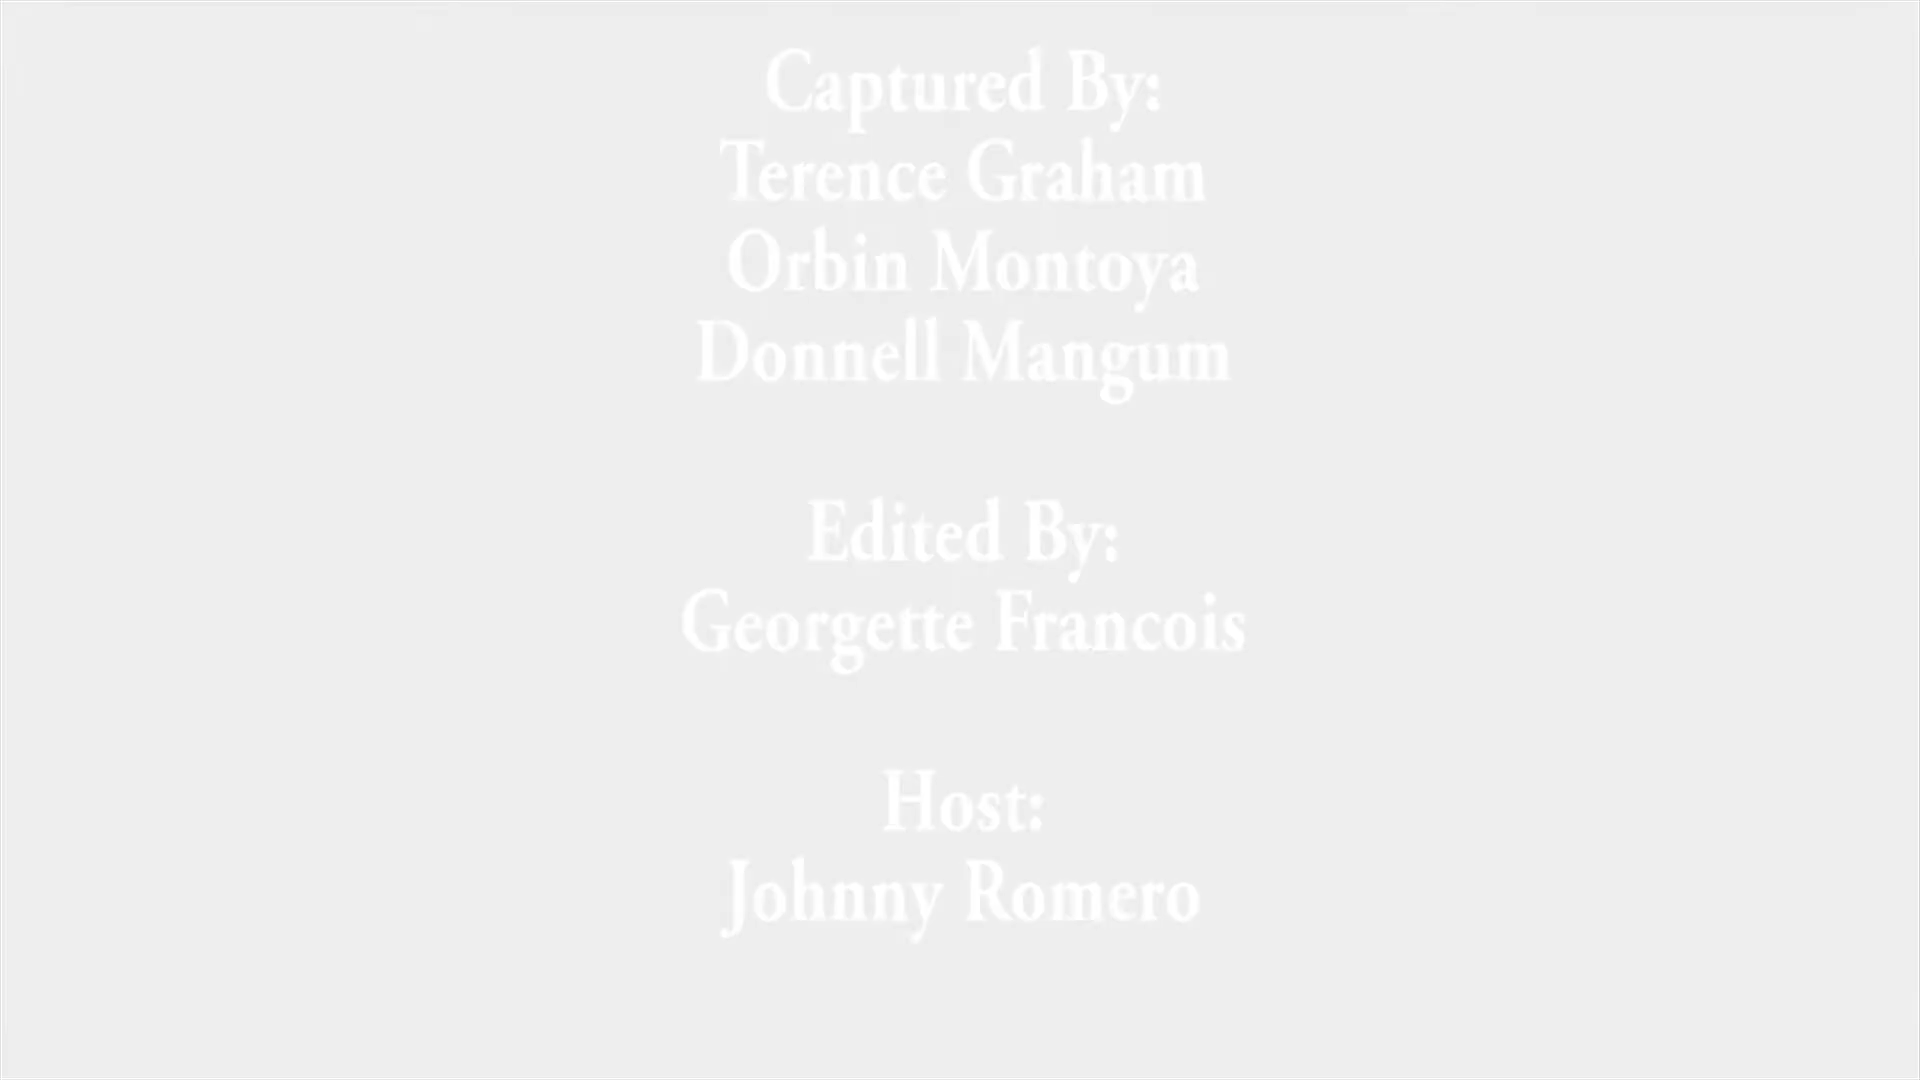 Captured By:
Terence Graham
Orbin Montoya
Donnell Mangum
Edited By:
Georgette Francois
Host:
Johnny Romero